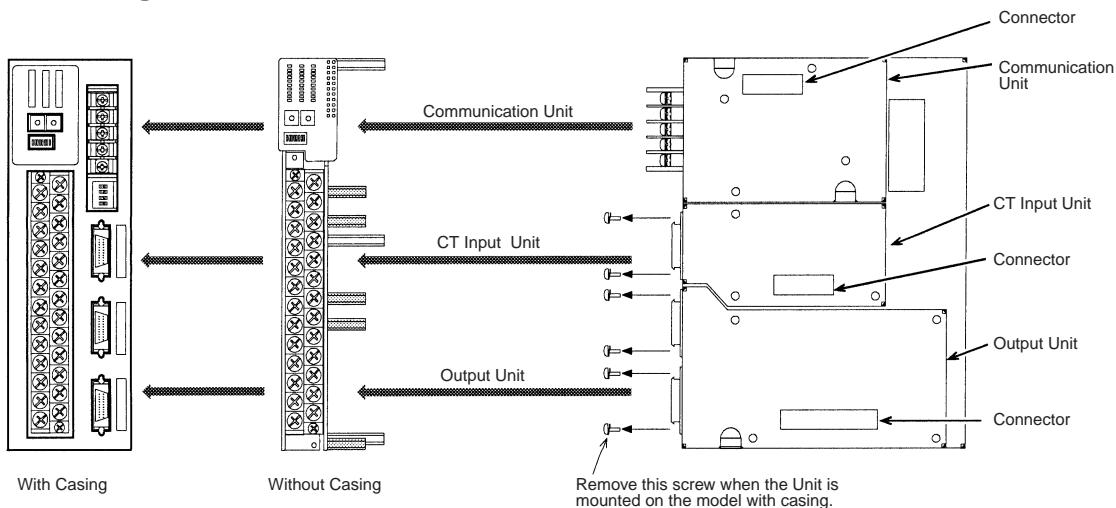 Connector
Communication
Unit
Communication Unit
CT Input Unit
CT Input Unit
Connector
Output Unit
Output Unit
Connector
With Casing
Without Casing
Remove this screw when the Unit is
mounted on the model with casing.